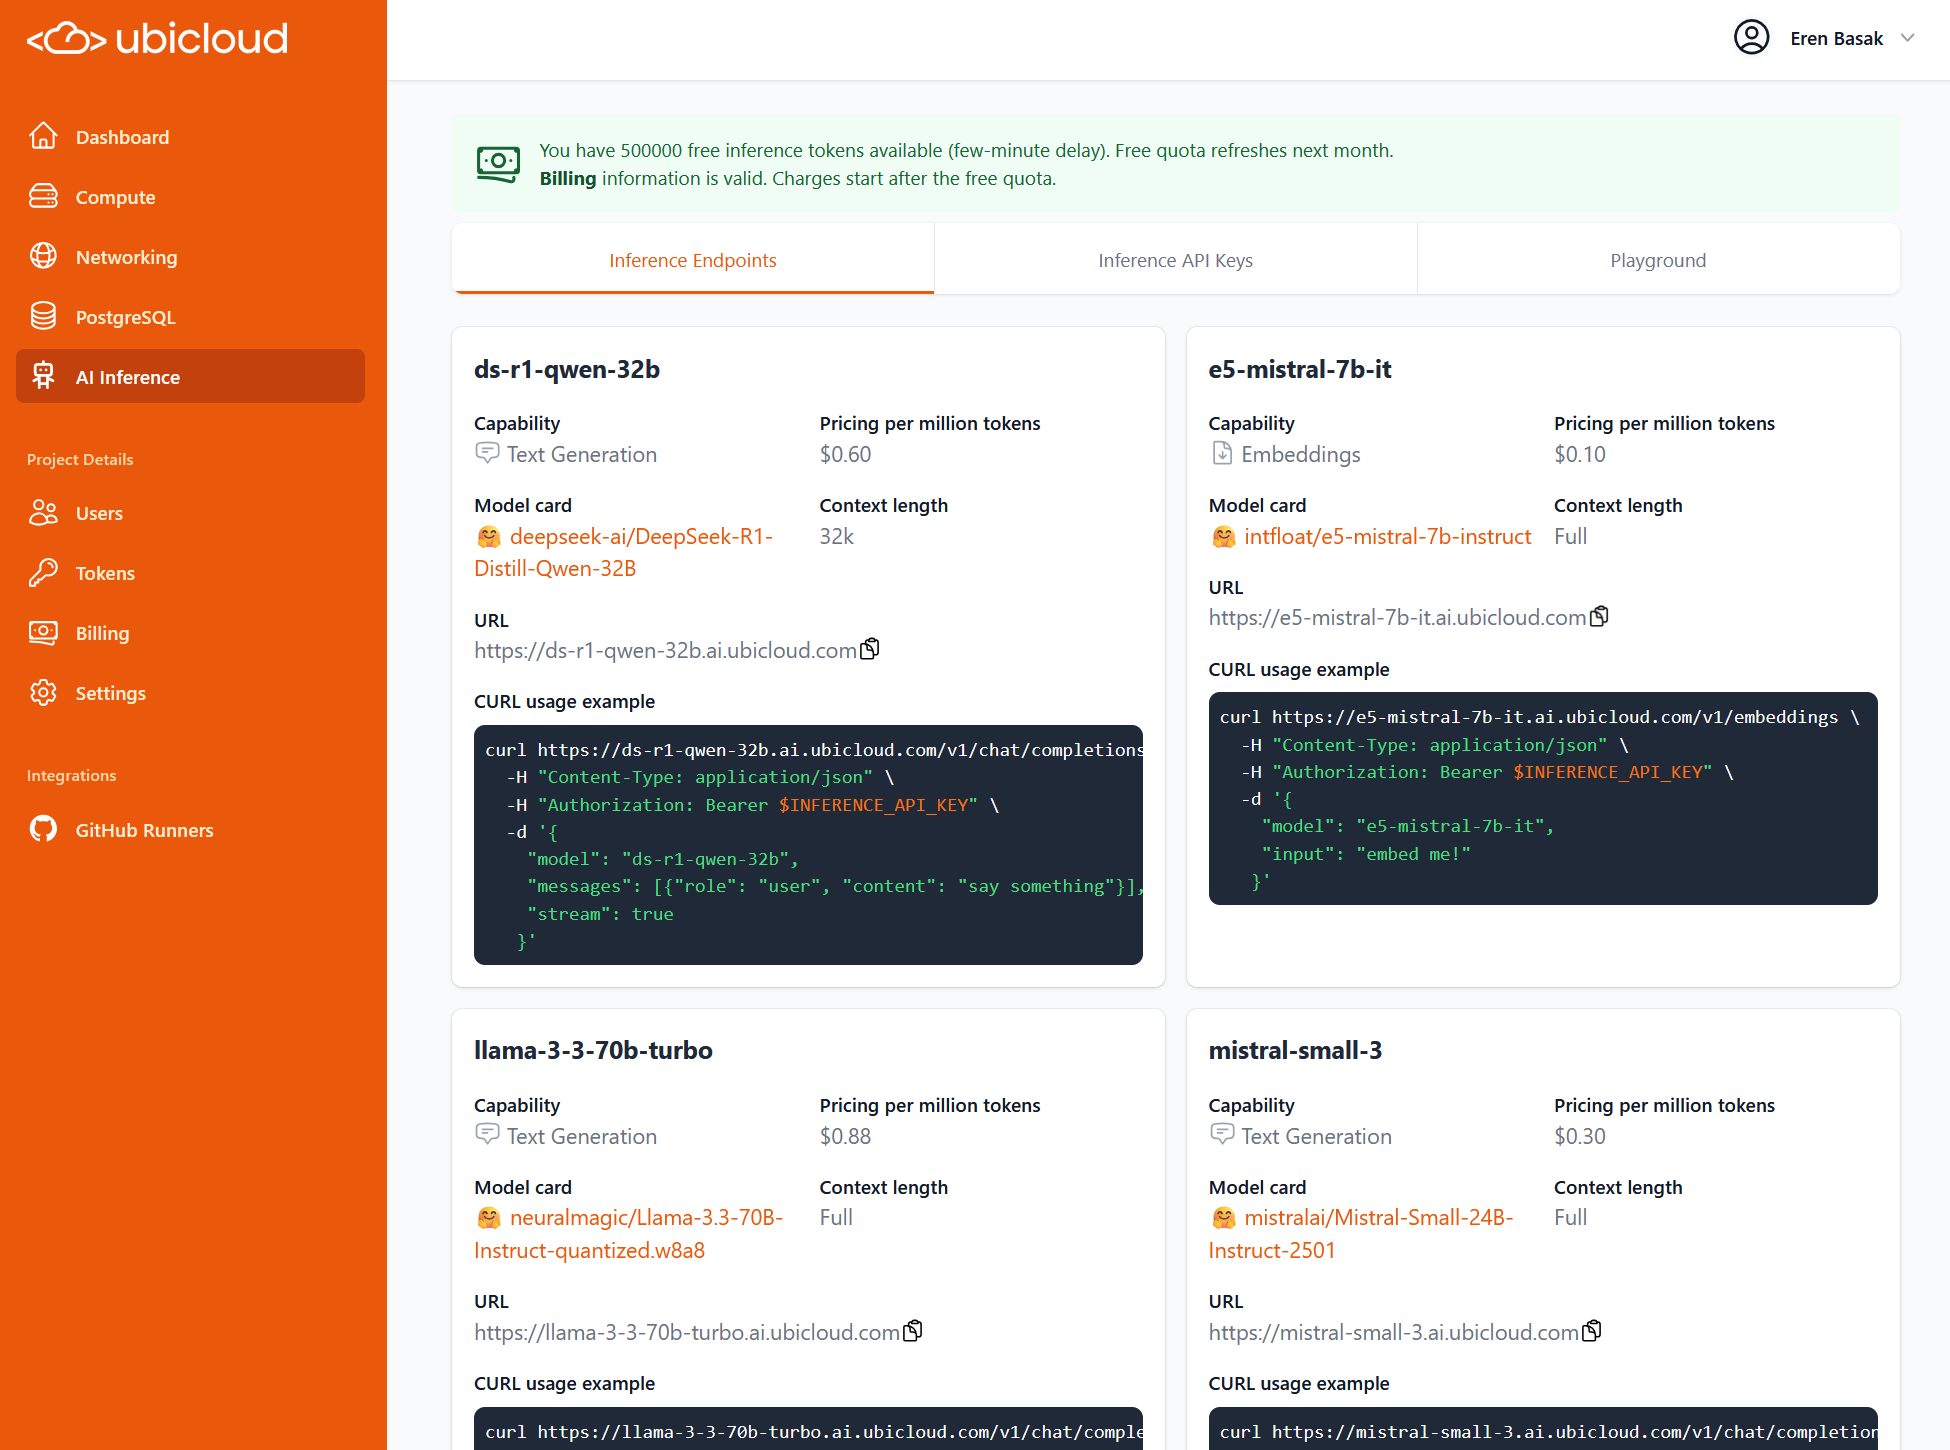 ubicloud
Eren Basak
Dashboard
Compute
Networking
PostgreSQL
AI Inference
Project Details
Users
Tokens
Billing
Settings
Integrations
GitHub Runners
You have 500000 free inference tokens available (few-minute delay). Free quota refreshes next month.
Billing information is valid. Charges start after the free quota.
Inference Endpoints
Inference API Keys
Playground
ds-r1-qwen-32b
Capability
Pricing per million tokens
Text Generation
$0.60
Model card
Context length
deepseek-ai/DeepSeek-R1-
32k
Distill-Qwen-32B
URL
https://ds-r1-qwen-32b.ai.ubicloud.com
CURL usage example
curl https://ds-r1-qwen-32b.ai.ubicloud.com/v1/chat/completions
-H "Content-Type: application/json" \
-H "Authorization: Bearer $INFERENCE_API_KEY" \
-d '{
"model": "ds-r1-qwen-32b",
"messages": [{"role": "user", "content": "say something"}],
"stream": true
}'
e5-mistral-7b-it
Capability
Pricing per million tokens
Embeddings
$0.10
Model card
Context length
intfloat/e5-mistral-7b-instruct
Full
URL
https://e5-mistral-7b-it.ai.ubicloud.com
CURL usage example
curl https://e5-mistral-7b-it.ai.ubicloud.com/v1/embeddings \
-H "Content-Type: application/json" \
-H "Authorization: Bearer $INFERENCE_API_KEY" \
-d '{
"model": "e5-mistral-7b-it",
"input": "embed me!"
}'
llama-3-3-70b-turbo
Capability
Pricing per million tokens
Text Generation
$0.88
Model card
Context length
neuralmagic/Llama-3.3-70B-
Full
Instruct-quantized.w8a8
URL
https://llama-3-3-70b-turbo.ai.ubicloud.com
CURL usage example
curl https://llama-3-3-70b-turbo.ai.ubicloud.com/v1/chat/comple
mistral-small-3
Capability
Pricing per million tokens
Text Generation
$0.30
Model card
Context length
mistralai/Mistral-Small-24B-
Full
Instruct-2501
URL
https://mistral-small-3.ai.ubicloud.com
CURL usage example
curl https://mistral-small-3.ai.ubicloud.com/v1/chat/completion